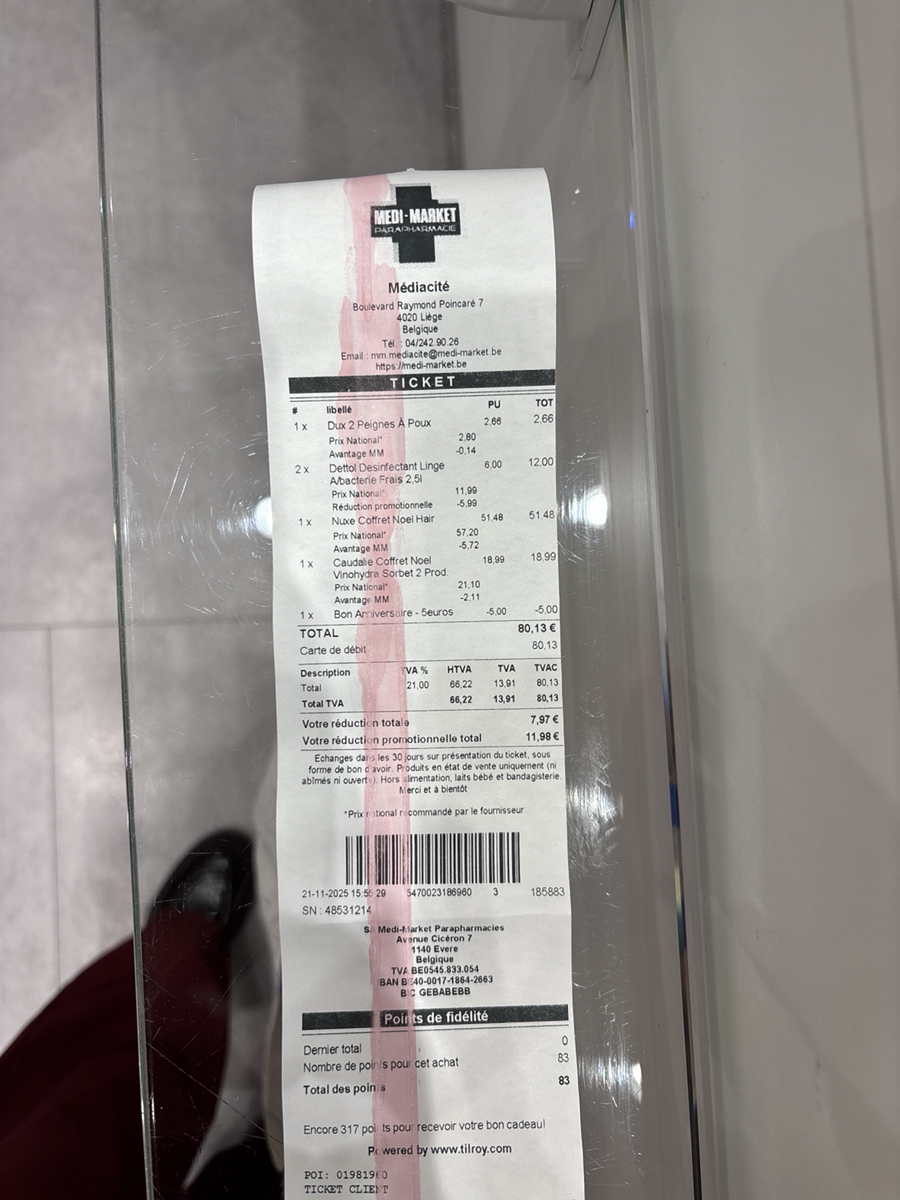 MEDI-MARKET
PARAPHARMACIE
Médiacité
Boulevard Raymond Poincaré 7
4020 Liège
Belgique
Tél. : 04/242.90.26
Email : mm.mediacite@medi-market.be
https://medi-market.be
TICKET
# libellé PU TOT
1 x Dux 2 Peignes À Poux 2,66 2,66
Prix National* 2,80
Avantage MM -0,14
2 x Dettol Desinfectant Linge 6,00 12,00
A/bacterie Frais 2,5l
Prix National* 11,99
Réduction promotionnelle -5,99
1 x Nuxe Coffret Noel Hair 51,48 51,48
Prix National* 57,20
Avantage MM -5,72
1 x Caudalie Coffret Noel 18,99 18,99
Vinohydra Sorbet 2 Prod.
Prix National* 21,10
Avantage MM -2,11
1 x Bon Anniversaire - 5euros -5,00 -5,00
TOTAL 80,13 €
Carte de débit 80,13
Description TVA % HTVA TVA TVAC
Total 21,00 66,22 13,91 80,13
Total TVA 66,22 13,91 80,13
Votre réduction totale 7,97 €
Votre réduction promotionnelle total 11,98 €
Echanges dans les 30 jours sur présentation du ticket, sous
forme de bon d'avoir. Produits en état de vente uniquement (ni
abîmés ni ouverts). Hors alimentation, laits bébé et bandagisterie.
Merci et à bientôt
*Prix national recommandé par le fournisseur
21-11-2025 15:55:29 5470023186960 3 185883
SN : 48531214
SA Medi-Market Parapharmacies
Avenue Cicéron 7
1140 Evere
Belgique
TVA BE0545.833.054
IBAN BE40-0017-1864-2663
BIC GEBABEBB
Points de fidélité
Dernier total 0
Nombre de points pour cet achat 83
Total des points 83
Encore 317 points pour recevoir votre bon cadeau!
Powered by www.tilroy.com
POI: 01981960
TICKET CLIENT